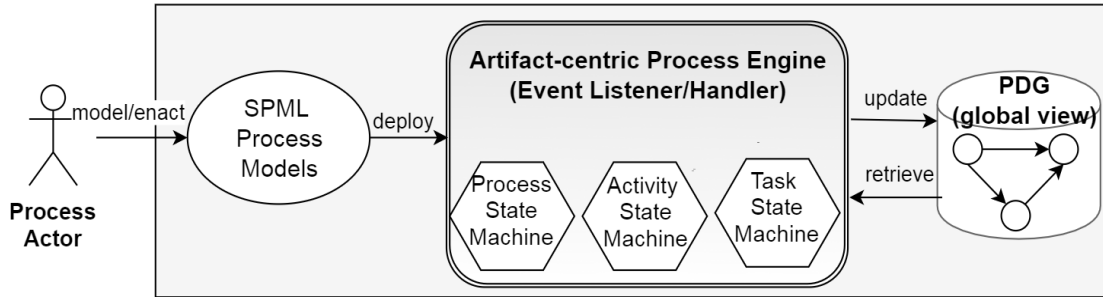 Process
Actor
model/enact
SPML
Process
Models
deploy
Artifact-centric Process Engine
(Event Listener/Handler)
Process
State
Machine
Activity
State
Machine
Task
State
Machine
update
retrieve
PDG
(global view)